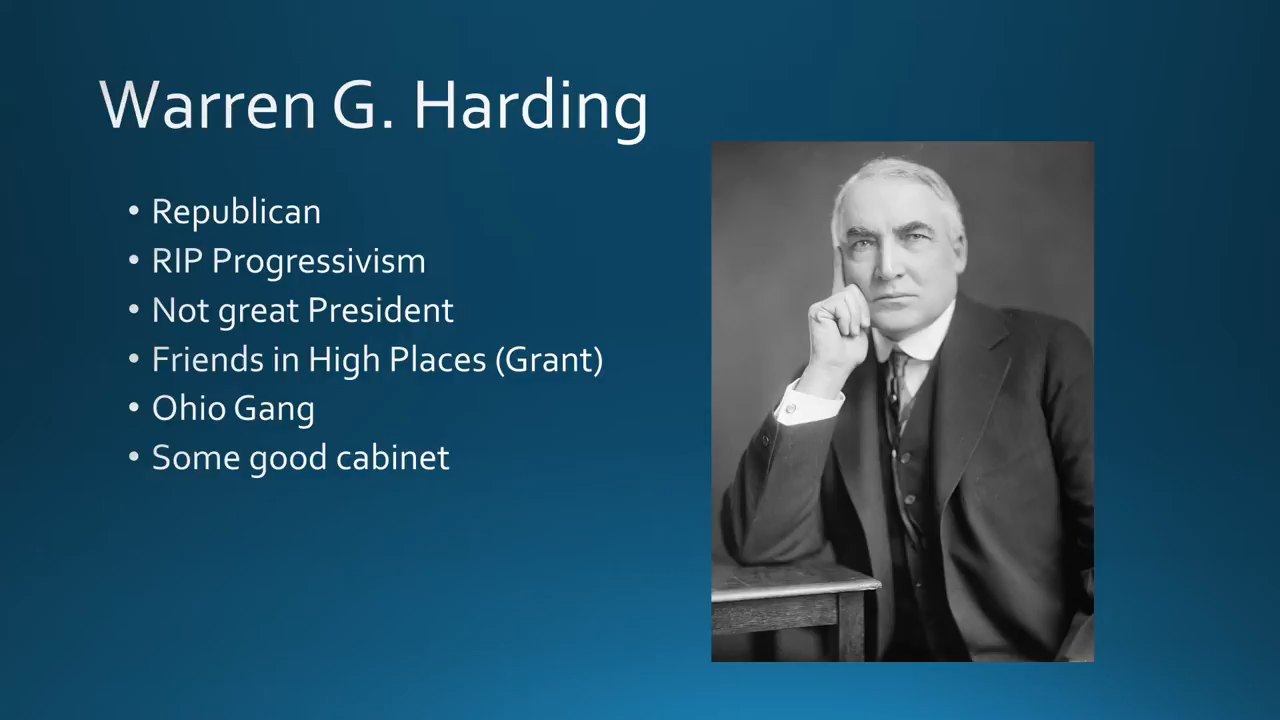 Warren G. Harding
• Republican
• RIP Progressivism
• Not great President
• Friends in High Places (Grant)
• Ohio Gang
• Some good cabinet